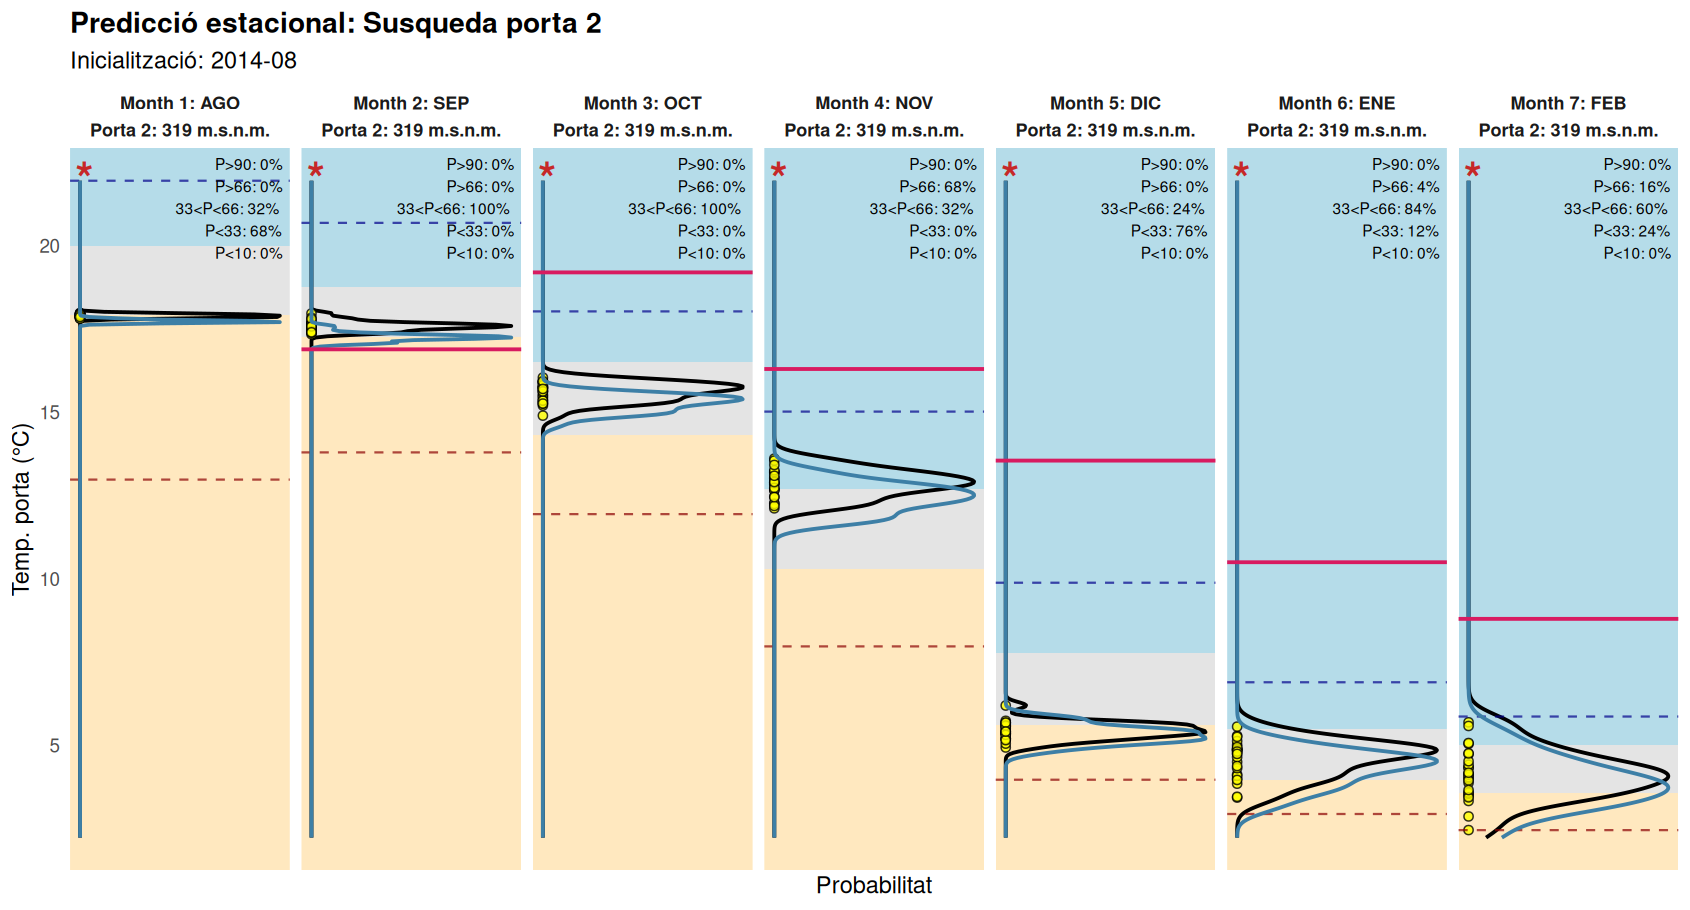 Predicció estacional: Susqueda porta 2
Inicialització: 2014-08
Month 1: AGO
Porta 2: 319 m.s.n.m.
Month 2: SEP
Porta 2: 319 m.s.n.m.
Month 3: OCT
Porta 2: 319 m.s.n.m.
Month 4: NOV
Porta 2: 319 m.s.n.m.
Month 5: DIC
Porta 2: 319 m.s.n.m.
Month 6: ENE
Porta 2: 319 m.s.n.m.
Month 7: FEB
Porta 2: 319 m.s.n.m.
*
P>90: 0%
P>66: 0%
33<P<66: 32%
P<33: 68%
P<10: 0%
*
P>90: 0%
P>66: 0%
33<P<66: 100%
P<33: 0%
P<10: 0%
*
P>90: 0%
P>66: 0%
33<P<66: 100%
P<33: 0%
P<10: 0%
*
P>90: 0%
P>66: 68%
33<P<66: 32%
P<33: 0%
P<10: 0%
*
P>90: 0%
P>66: 0%
33<P<66: 24%
P<33: 76%
P<10: 0%
*
P>90: 0%
P>66: 4%
33<P<66: 84%
P<33: 12%
P<10: 0%
*
P>90: 0%
P>66: 16%
33<P<66: 60%
P<33: 24%
P<10: 0%
20
15
10
5
Temp. porta (°C)
Probabilitat